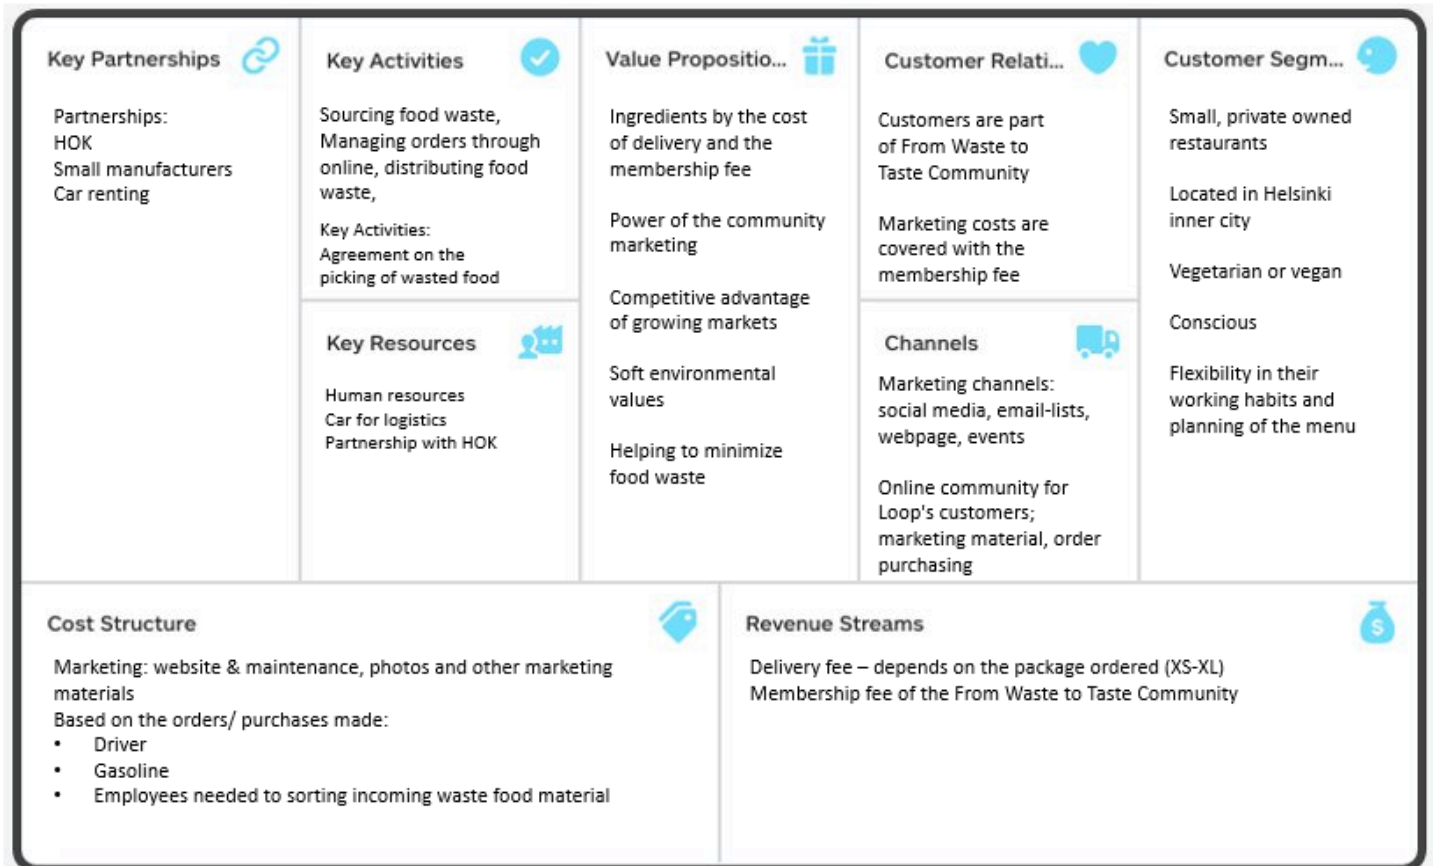 Key Partnerships
Partnerships:
HOK
Small manufacturers
Car renting
Key Activities
Sourcing food waste,
Managing orders through
online, distributing food
waste,
Key Activities:
Agreement on the
picking of wasted food
Key Resources
Human resources
Car for logistics
Partnership with HOK
Value Propositio...
Ingredients by the cost
of delivery and the
membership fee
Power of the community
marketing
Competitive advantage
of growing markets
Soft environmental
values
Helping to minimize
food waste
Customer Relati...
Customers are part
of From Waste to
Taste Community
Marketing costs are
covered with the
membership fee
Channels
Marketing channels:
social media, email-lists,
webpage, events
Online community for
Loop's customers;
marketing material, order
purchasing
Customer Segm...
Small, private owned
restaurants
Located in Helsinki
inner city
Vegetarian or vegan
Conscious
Flexibility in their
working habits and
planning of the menu
Cost Structure
Marketing: website & maintenance, photos and other marketing
materials
Based on the orders/ purchases made:
• Driver
• Gasoline
• Employees needed to sorting incoming waste food material
Revenue Streams
$
Delivery fee – depends on the package ordered (XS-XL)
Membership fee of the From Waste to Taste Community